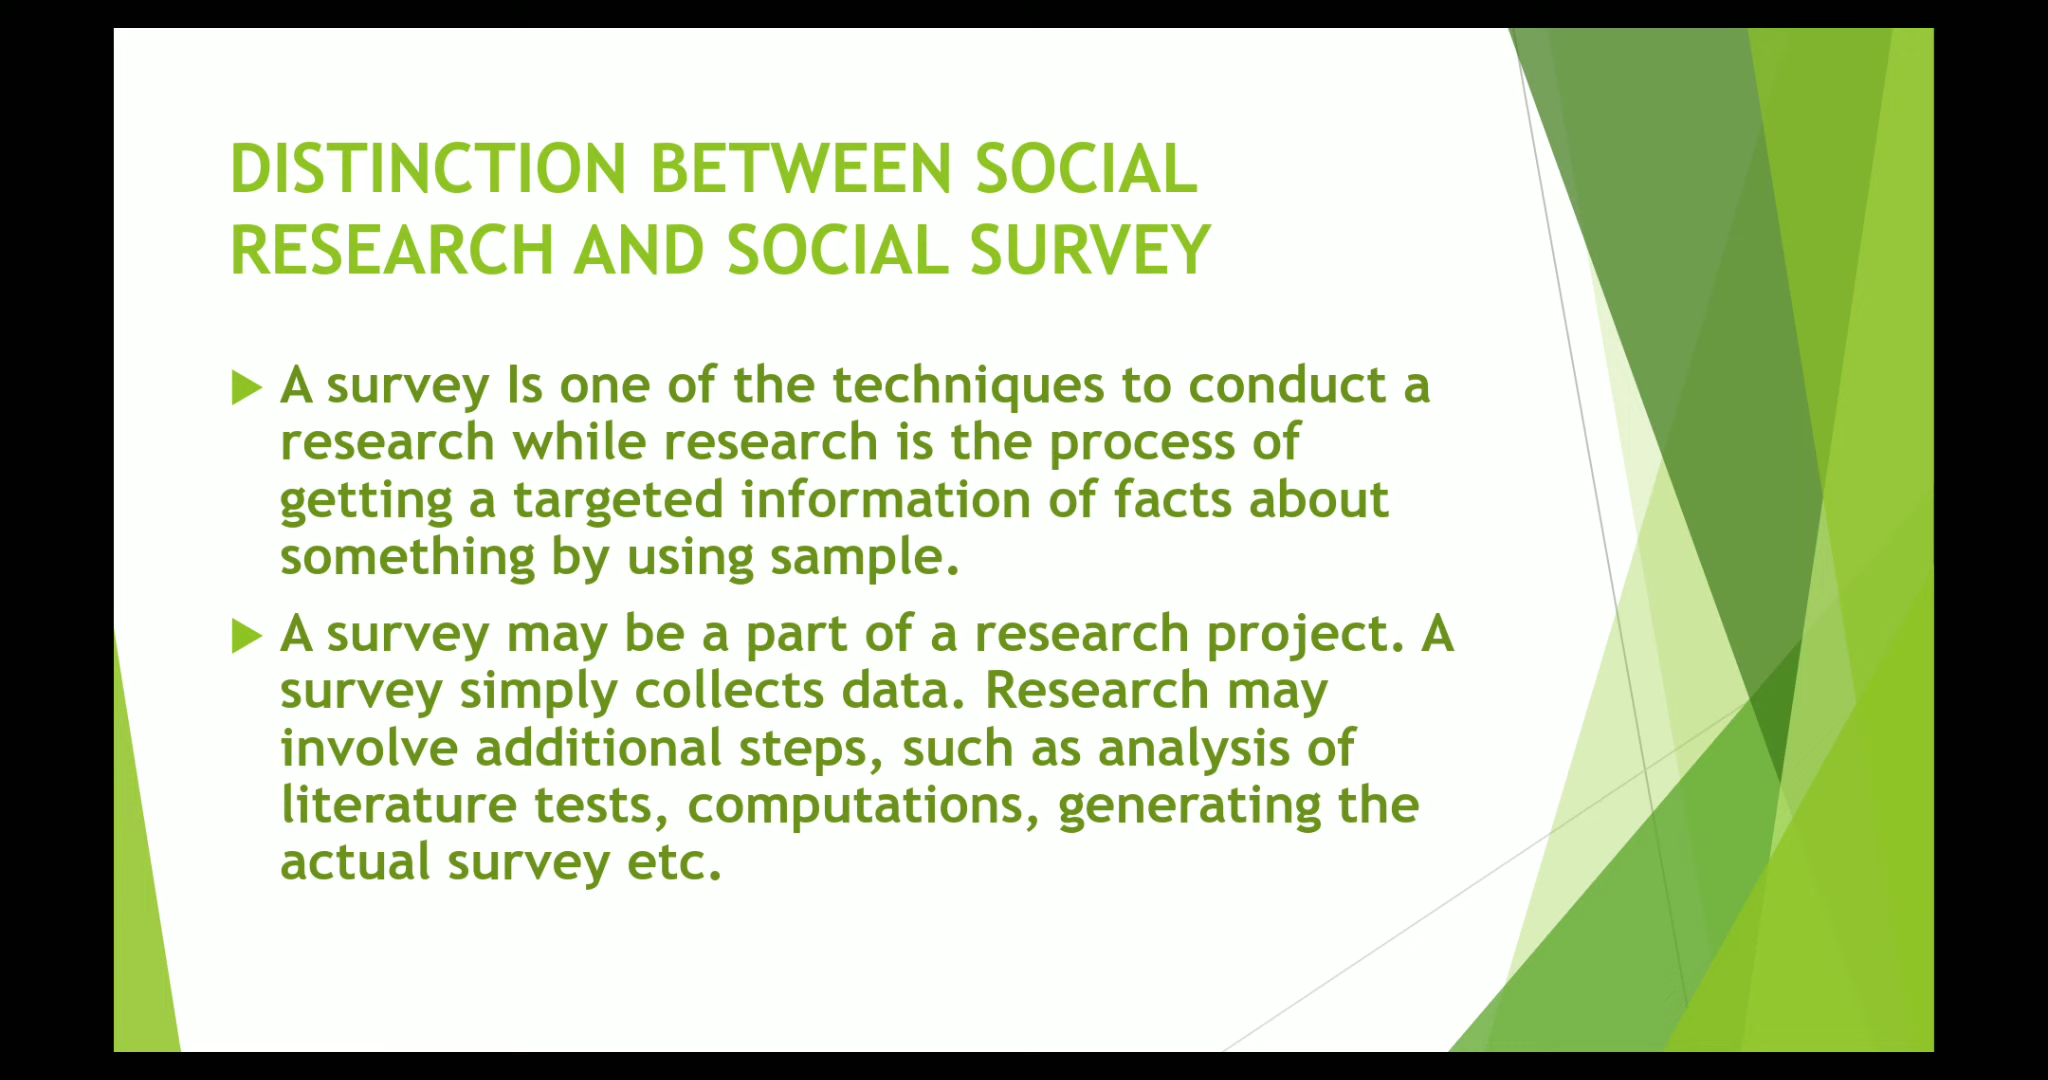 DISTINCTION BETWEEN SOCIAL
RESEARCH AND SOCIAL SURVEY
A survey Is one of the techniques to conduct a
research while research is the process of
getting a targeted information of facts about
something by using sample.
A survey may be a part of a research project. A
survey simply collects data. Research may
involve additional steps, such as analysis of
literature tests, computations, generating the
actual survey etc.